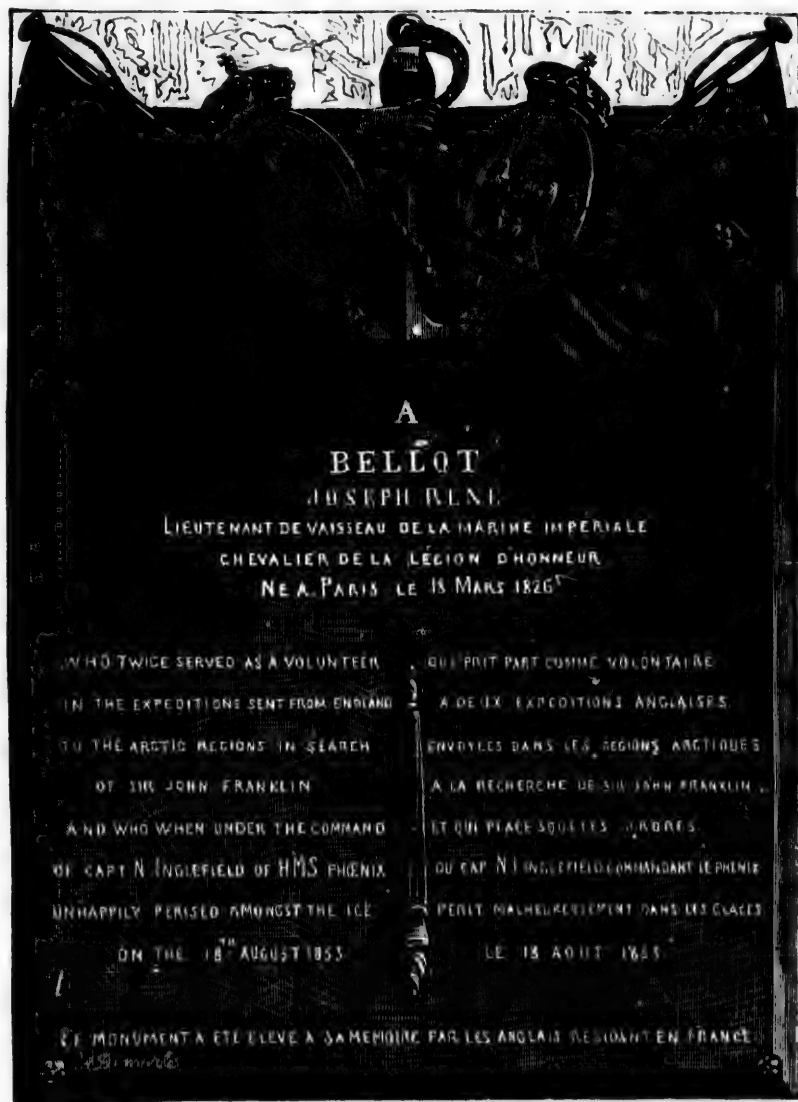 A
BELLOT
JOSEPH RENE
LIEUTENANT DE VAISSEAU DE LA MARINE IMPERIALE
CHEVALIER DE LA LEGION D'HONNEUR
NE A. PARIS LE 18 MARS 1826
WHO TWICE SERVED AS A VOLUNTEER
IN THE EXPEDITIONS SENT FROM ENGLAND
TO THE ARCTIC REGIONS IN SEARCH
OF SIR JOHN FRANKLIN
AND WHO WHEN UNDER THE COMMAND
OF CAPT N INGLEFIELD OF HMS PHŒNIX
UNHAPPILY PERISED AMONGST THE ICE
ON THE 18TH AUGUST 1853
QUI PRIT PART COMME VOLONTAIRE
A DEUX EXPEDITIONS ANGLAISES
ENVOYEES DANS LES REGIONS ARCTIQUES
A LA RECHERCHE DE SIR JOHN FRANKLIN
ET QUI PLACE SOUS LES ORDRES
DU CAP N INGLEFIELD COMMANDANT LE PHENIX
PERIT MALHEUREUSEMENT DANS LES GLACES
LE 18 AOUT 1853
CE MONUMENT A ETE ELEVE A SA MEMOIRE PAR LES ANGLAIS RESIDANT EN FRANCE